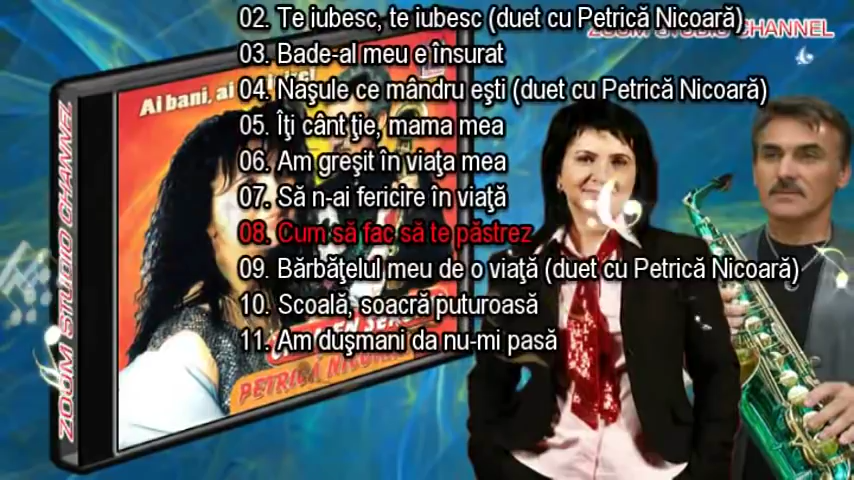 02. Te iubesc, te iubesc (duet cu Petrică Nicoară)
ZOOM STUDIO CHANNEL
03. Bade-al meu e însurat
04. Naşule ce mândru eşti (duet cu Petrică Nicoară)
Ai bani, ai
05. Îţi cânt ţie, mama mea
06. Am greşit în viaţa mea
07. Să n-ai fericire în viaţă
08. Cum să fac să te păstrez
09. Bărbăţelul meu de o viaţă (duet cu Petrică Nicoară)
10. Scoală, soacră puturoasă
11. Am duşmani da nu-mi pasă
PETRICĂ NICOARĂ
ZOOM STUDIO CHANNEL